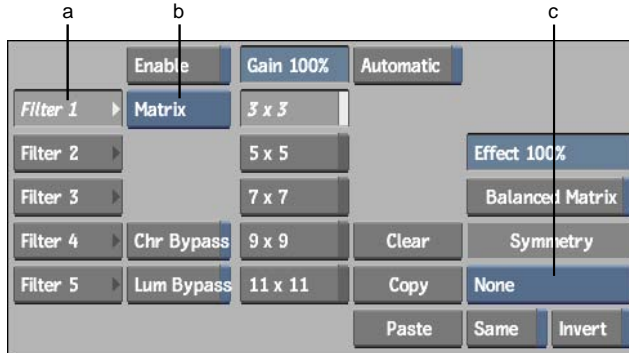 a b c
Enable Gain 100% Automatic
Filter 1 Matrix 3 x 3
Filter 2 5 x 5 Effect 100%
Filter 3 7 x 7 Balanced Matrix
Filter 4 Chr Bypass 9 x 9 Clear Symmetry
Filter 5 Lum Bypass 11 x 11 Copy None
Paste Same Invert